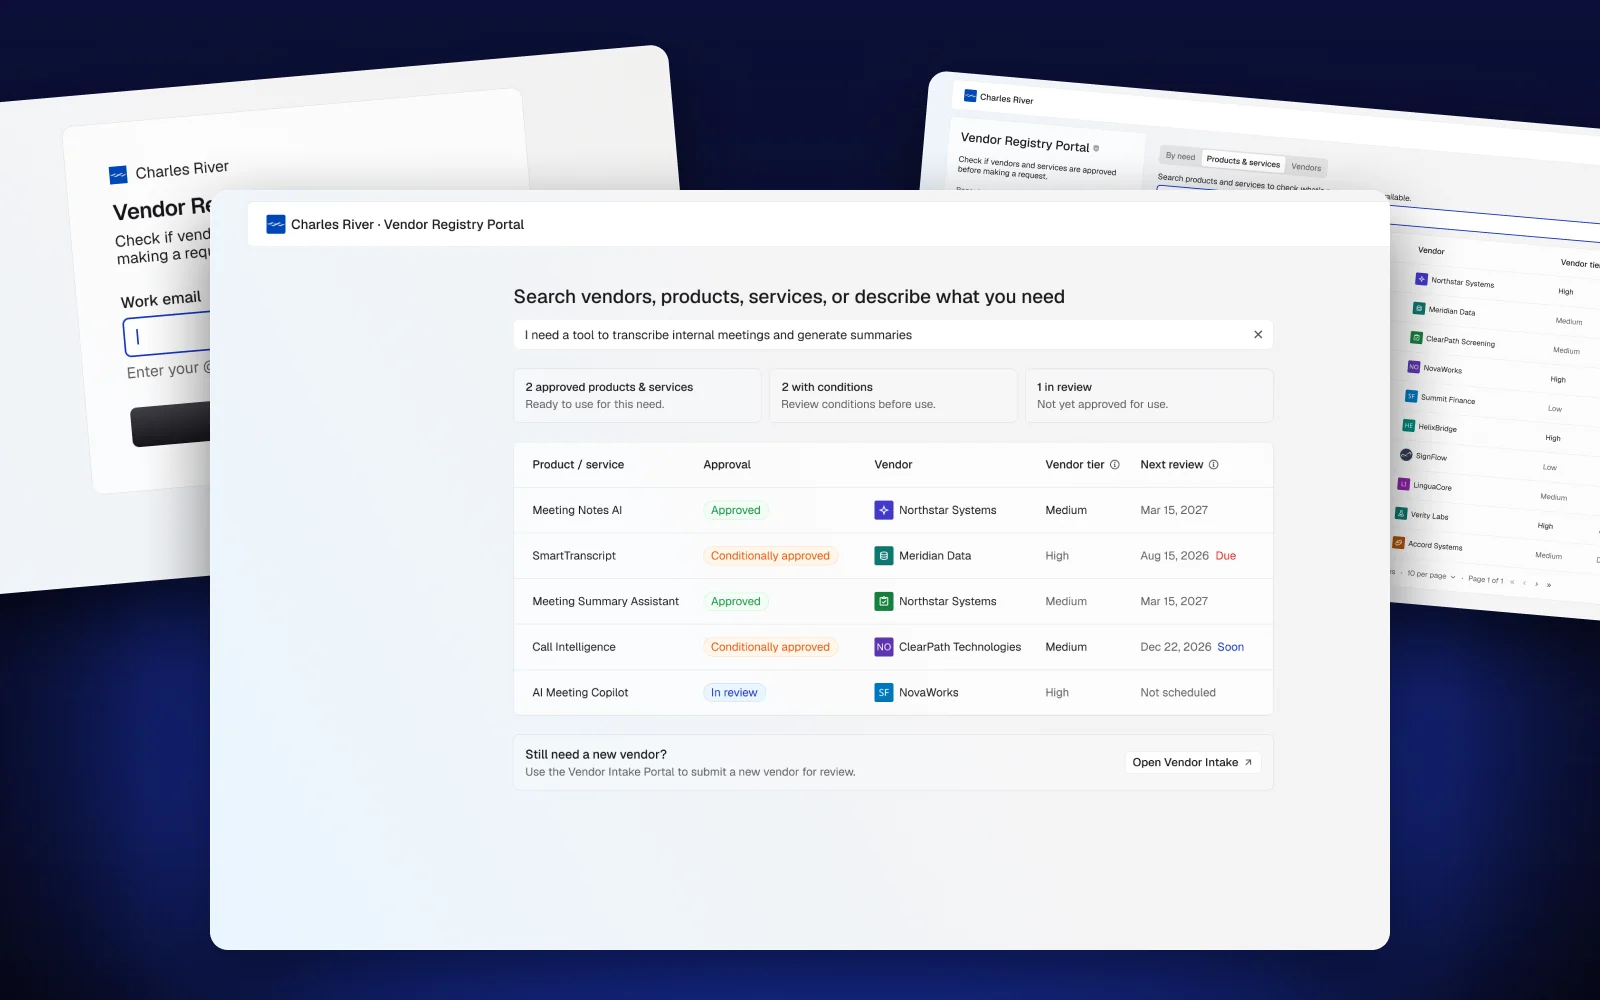 Charles River
Vendor Re
Check if vend
making a requ
Work email
Enter your @
Charles River
Vendor Registry Portal
Check if vendors and services are approved
before making a request.
By need
Products & services
Vendors
Search products and services to check what's
ailable.
Vendor
Vendor tier
Northstar Systems
High
Meridian Data
Medium
ClearPath Screening
Medium
NO NovaWorks
High
SF Summit Finance
Low
HE HelixBridge
High
SignFlow
Low
LI LinguaCore
Medium
Verity Labs
High
Accord Systems
Medium
10 per page
Page 1 of 1
Charles River · Vendor Registry Portal
Search vendors, products, services, or describe what you need
I need a tool to transcribe internal meetings and generate summaries
2 approved products & services
Ready to use for this need.
2 with conditions
Review conditions before use.
1 in review
Not yet approved for use.
Product / service Approval Vendor Vendor tier Next review
Meeting Notes AI Approved Northstar Systems Medium Mar 15, 2027
SmartTranscript Conditionally approved Meridian Data High Aug 15, 2026 Due
Meeting Summary Assistant Approved Northstar Systems Medium Mar 15, 2027
Call Intelligence Conditionally approved NO ClearPath Technologies Medium Dec 22, 2026 Soon
AI Meeting Copilot In review SF NovaWorks High Not scheduled
Still need a new vendor?
Use the Vendor Intake Portal to submit a new vendor for review.
Open Vendor Intake